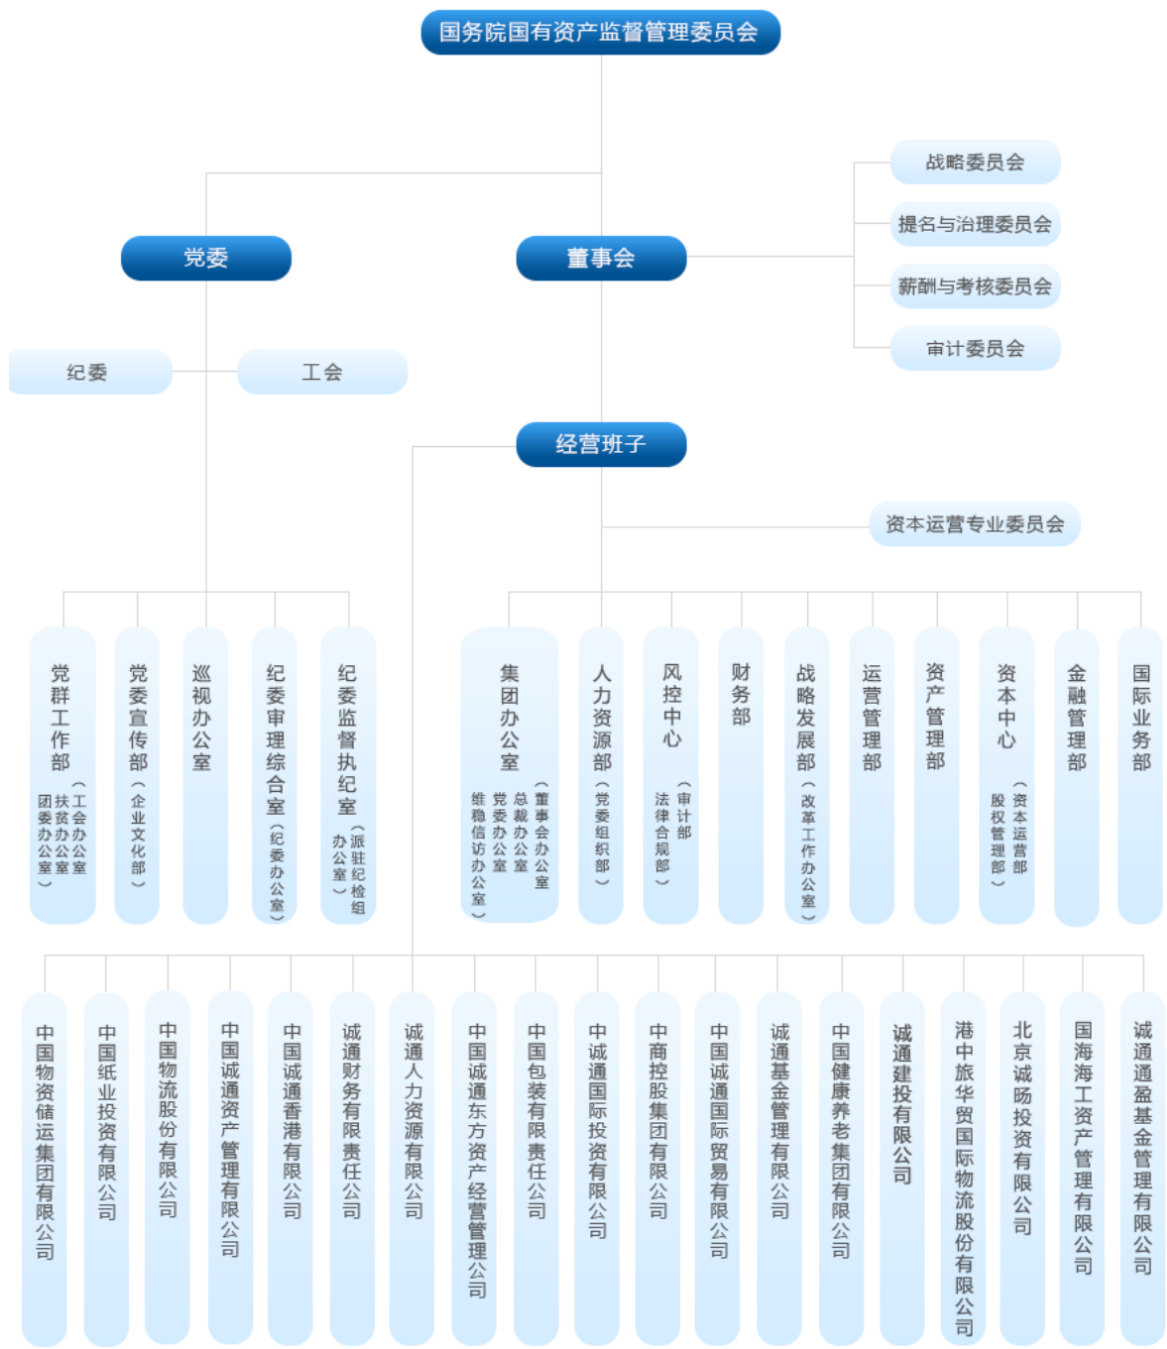 国务院国有资产监督管理委员会
战略委员会
提名与治理委员会
党委
董事会
薪酬与考核委员会
审计委员会
纪委
工会
经营班子
资本运营专业委员会
党群工作部
（工会办公室
扶贫办公室
团委办公室）
党委宣传部（企业文化部）
巡视办公室
纪委审理综合室（纪委办公室）
纪委监督执纪室
（派驻纪检组
办公室）
集团办公室
（董事会办公室
总裁办公室
党委办公室
维稳信访办公室）
人力资源部（党委组织部）
风控中心
（审计部
法律合规部）
财务部
战略发展部（改革工作办公室）
运营管理部
资产管理部
资本中心
（资本运营部
股权管理部）
金融管理部
国际业务部
中国物资储运集团有限公司
中国纸业投资有限公司
中国物流股份有限公司
中国诚通资产管理有限公司
中国诚通香港有限公司
诚通财务有限责任公司
诚通人力资源有限公司
中国诚通东方资产经营管理公司
中国包装有限责任公司
中诚通国际投资有限公司
中商控股集团有限公司
中国诚通国际贸易有限公司
诚通基金管理有限公司
中国健康养老集团有限公司
诚通建投有限公司
港中旅华贸国际物流股份有限公司
北京诚旸投资有限公司
国海海工资产管理有限公司
诚通通盈基金管理有限公司